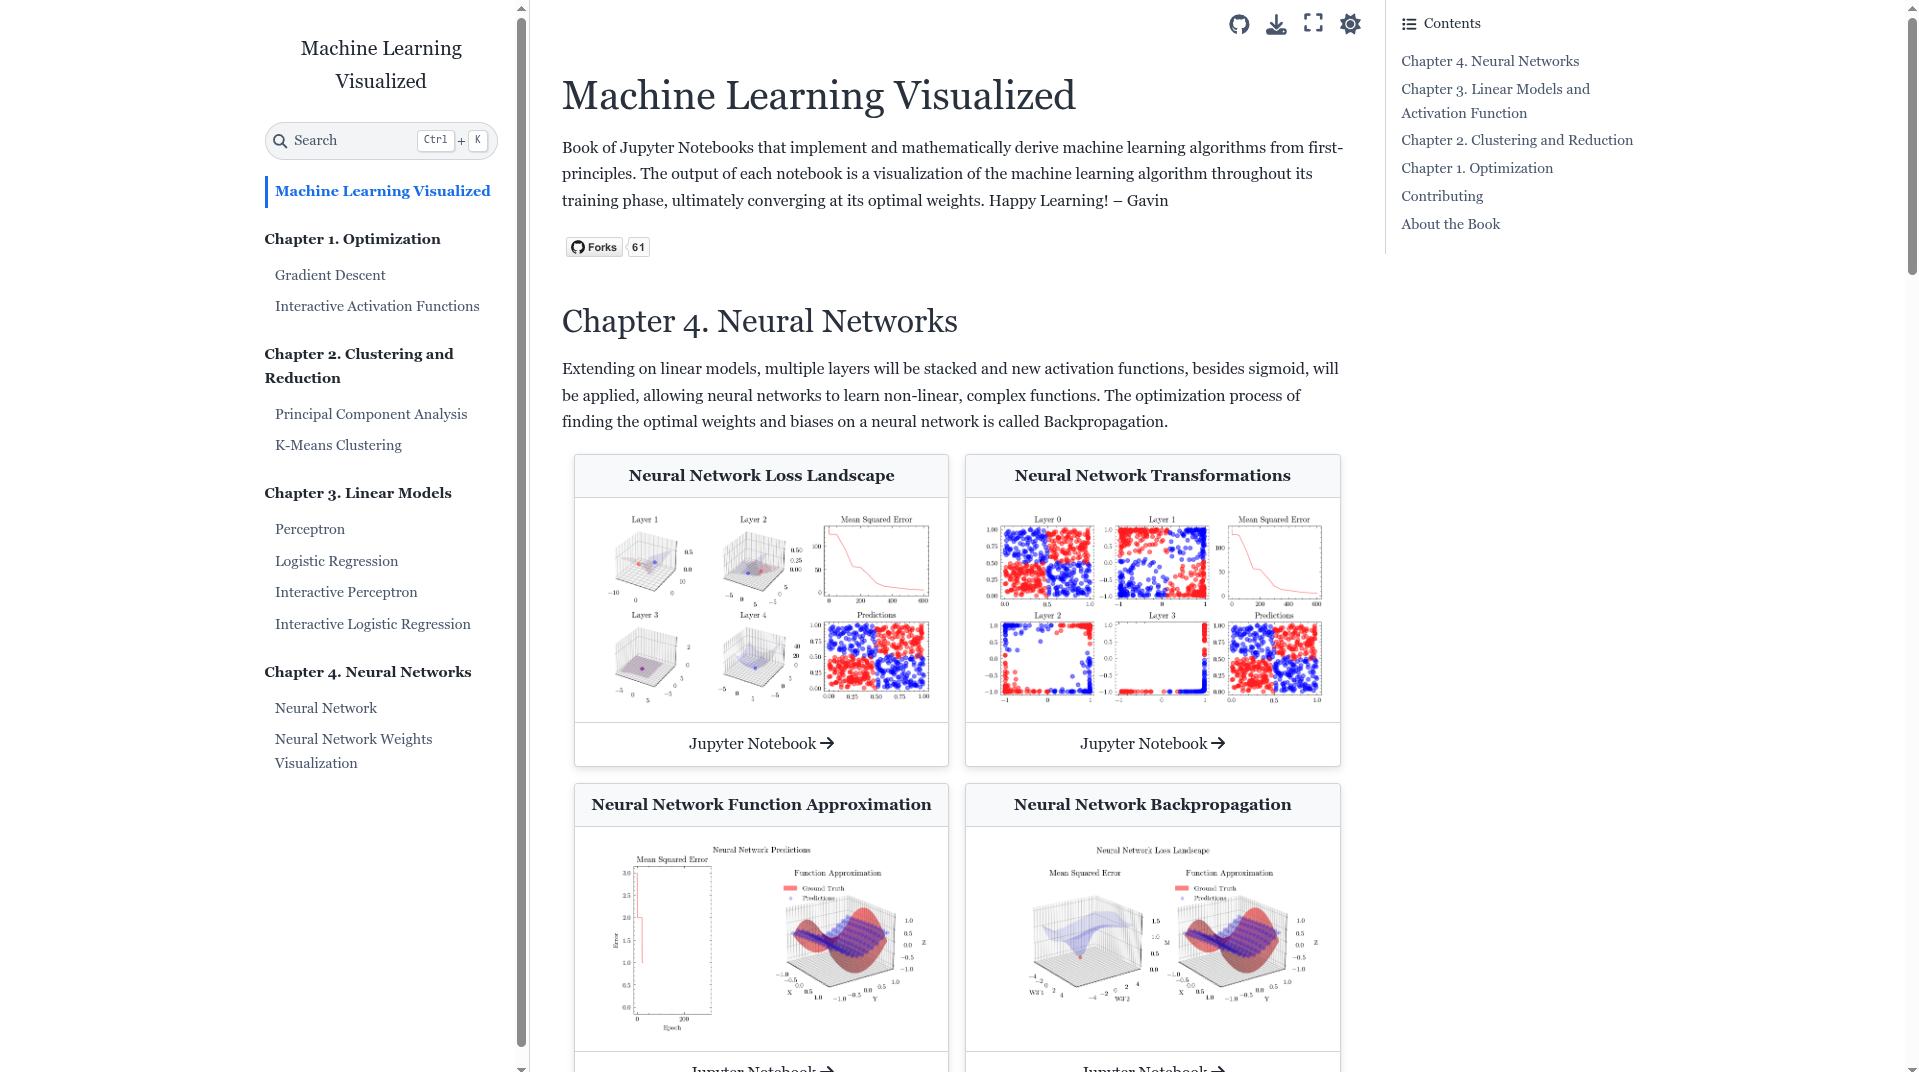 Machine Learning
Visualized
Search
Ctrl + K
Machine Learning Visualized
Chapter 1. Optimization
Gradient Descent
Interactive Activation Functions
Chapter 2. Clustering and
Reduction
Principal Component Analysis
K-Means Clustering
Chapter 3. Linear Models
Perceptron
Logistic Regression
Interactive Perceptron
Interactive Logistic Regression
Chapter 4. Neural Networks
Neural Network
Neural Network Weights
Visualization
Machine Learning Visualized
Book of Jupyter Notebooks that implement and mathematically derive machine learning algorithms from first-
principles. The output of each notebook is a visualization of the machine learning algorithm throughout its
training phase, ultimately converging at its optimal weights. Happy Learning! – Gavin
Forks 61
Chapter 4. Neural Networks
Extending on linear models, multiple layers will be stacked and new activation functions, besides sigmoid, will
be applied, allowing neural networks to learn non-linear, complex functions. The optimization process of
finding the optimal weights and biases on a neural network is called Backpropagation.
Neural Network Loss Landscape
Layer 1
Layer 2
Mean Squared Error
Layer 3
Layer 4
Predictions
Jupyter Notebook
Neural Network Transformations
Layer 0
Layer 1
Mean Squared Error
Layer 2
Layer 3
Predictions
Jupyter Notebook
Neural Network Function Approximation
Neural Network Predictions
Mean Squared Error
Function Approximation
Ground Truth
Predictions
Error
Epoch
X
Y
Z
Jupyter Notebook
Neural Network Backpropagation
Neural Network Loss Landscape
Mean Squared Error
Function Approximation
Ground Truth
Predictions
X
Y
Z
Jupyter Notebook
Contents
Chapter 4. Neural Networks
Chapter 3. Linear Models and
Activation Function
Chapter 2. Clustering and Reduction
Chapter 1. Optimization
Contributing
About the Book